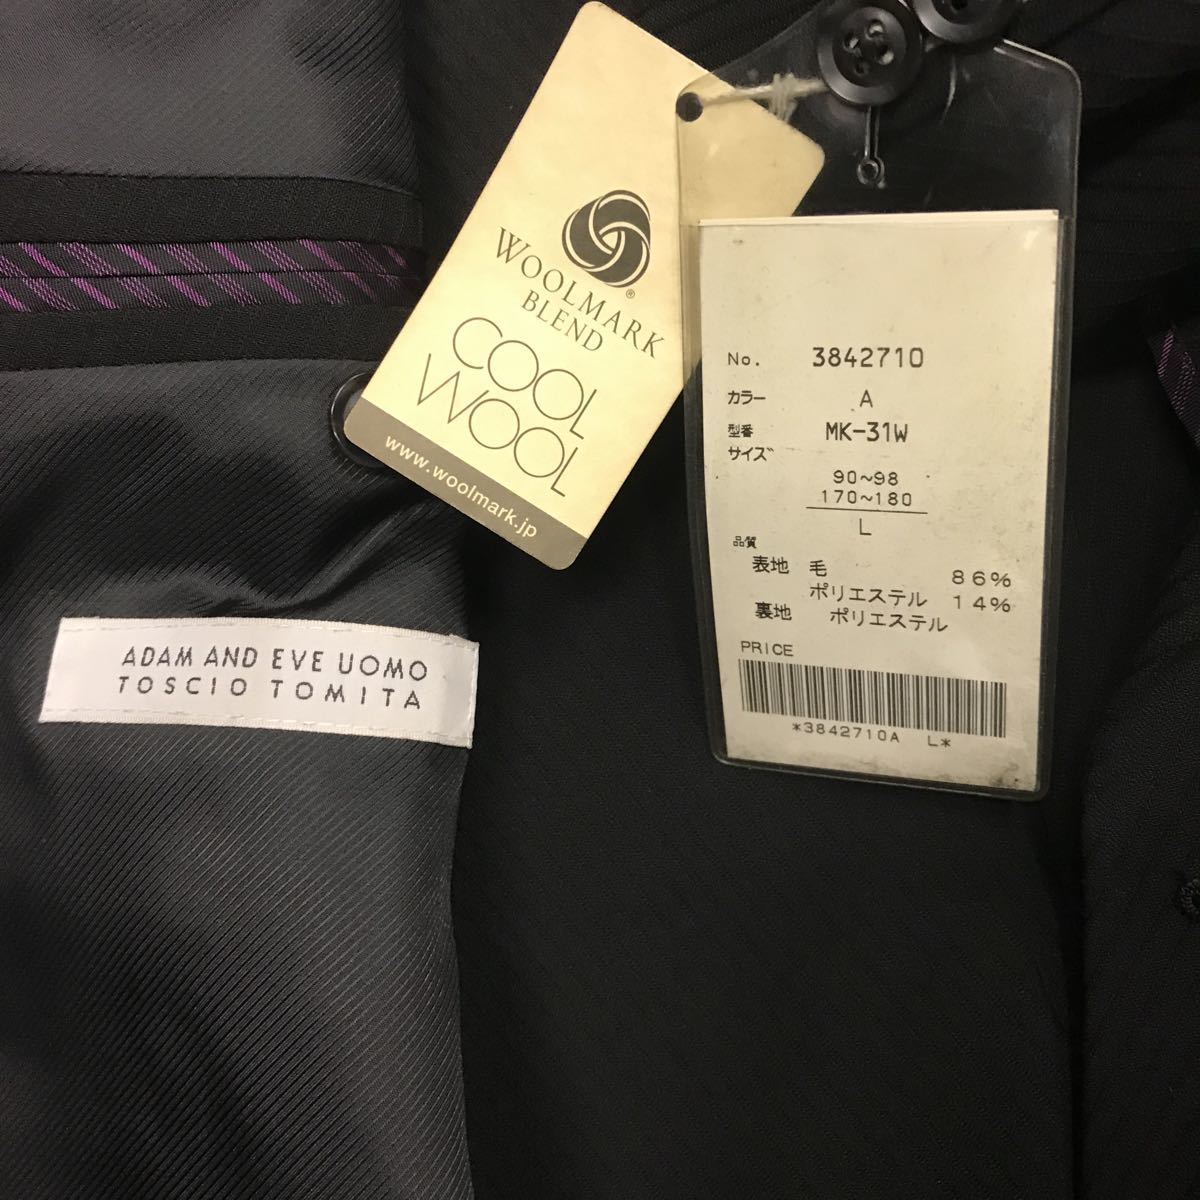 WOOLMARK
BLEND
COOL
WOOL
www.woolmark.jp
No. 3842710
カラー A
型番 MK-31W
サイズ
90~98
170~180
L
品質
表地 毛 86%
ポリエステル 14%
裏地 ポリエステル
PRICE
*3842710A L*
ADAM AND EVE UOMO
TOSCIO TOMITA